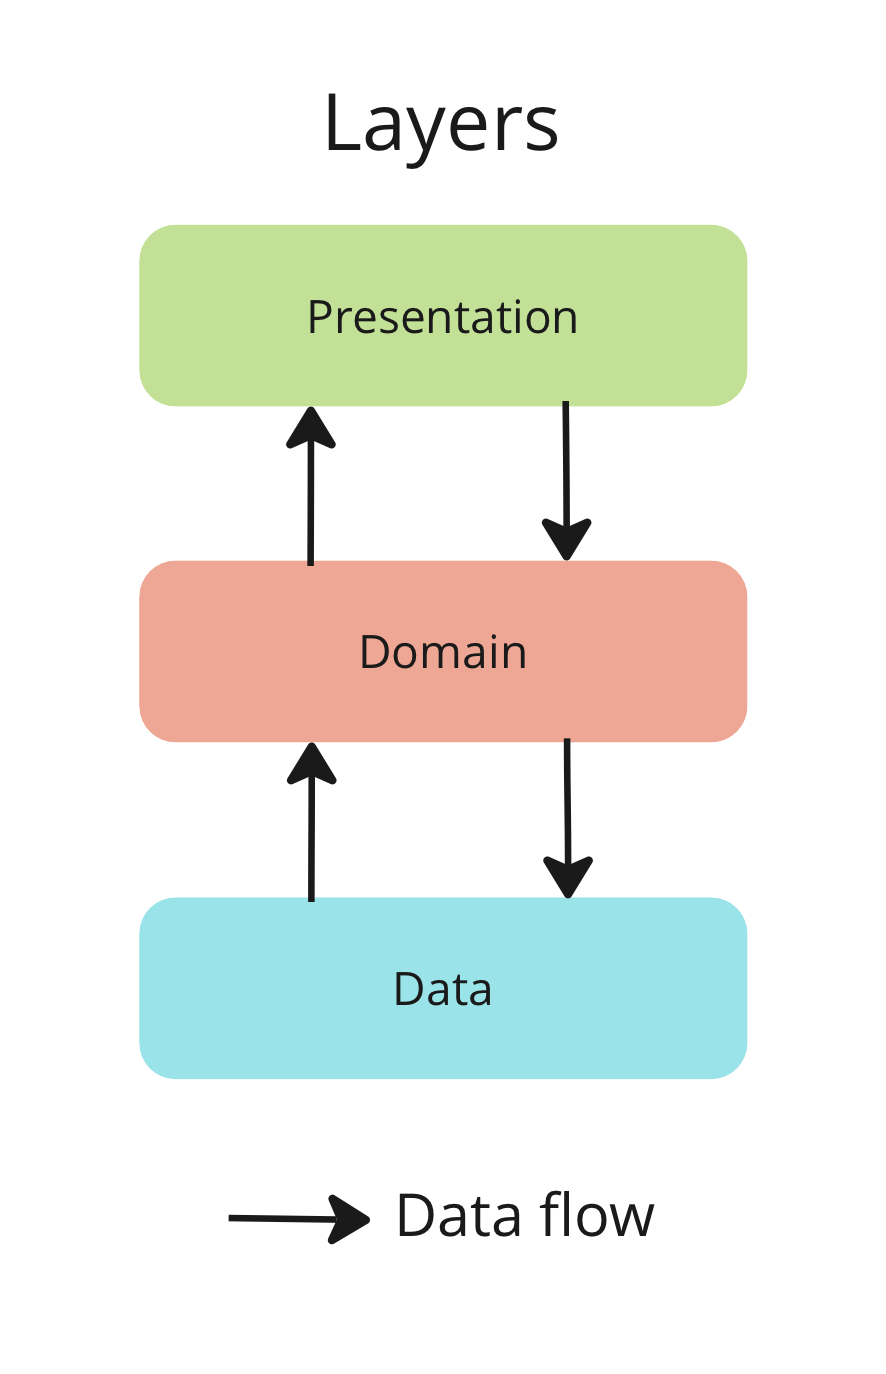 Layers
Presentation
Domain
Data
Data flow